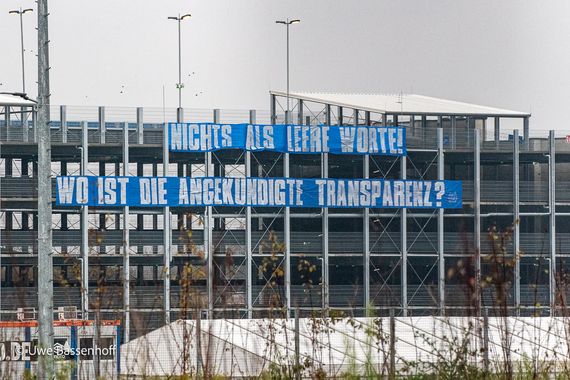 NICHTS ALS LEERE WORTE!
WO IST DIE ANGEKÜNDIGTE TRANSPARENZ?
Uwe Bassenhoff